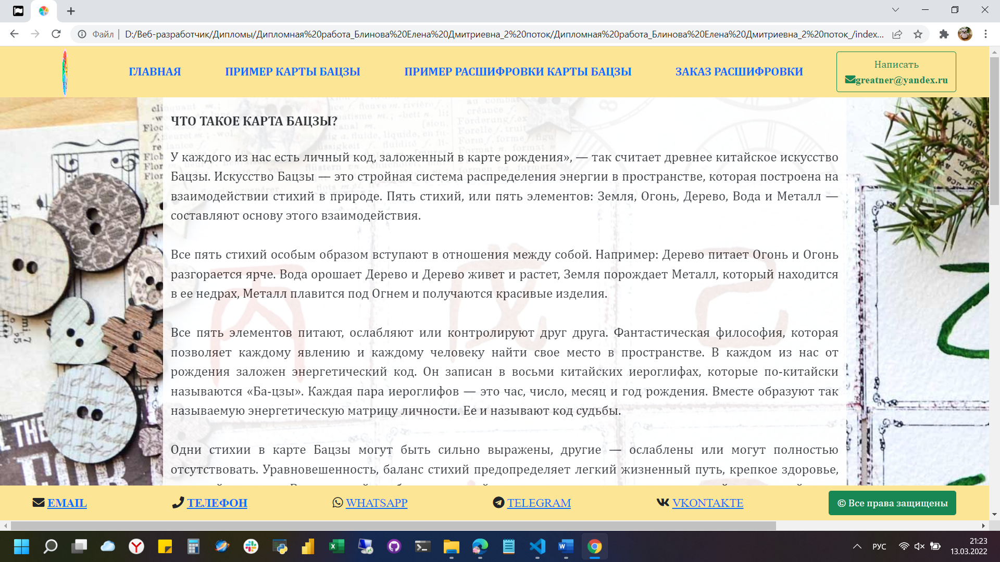 Файл
D:/Веб-разработчик/Дипломы/Дипломная%20работа_Блинова%20Елена%20Дмитриевна_2%20поток/Дипломная%20работа_Блинова%20Елена%20Дмитриевна_2%20поток_/index...
ГЛАВНАЯ
ПРИМЕР КАРТЫ БАЦЗЫ
ПРИМЕР РАСШИФРОВКИ КАРТЫ БАЦЗЫ
ЗАКАЗ РАСШИФРОВКИ
Написать
greatner@yandex.ru
ЧТО ТАКОЕ КАРТА БАЦЗЫ?
У каждого из нас есть личный код, заложенный в карте рождения», — так считает древнее китайское искусство
Бацзы. Искусство Бацзы — это стройная система распределения энергии в пространстве, которая построена на
взаимодействии стихий в природе. Пять стихий, или пять элементов: Земля, Огонь, Дерево, Вода и Металл —
составляют основу этого взаимодействия.
Все пять стихий особым образом вступают в отношения между собой. Например: Дерево питает Огонь и Огонь
разгорается ярче. Вода орошает Дерево и Дерево живет и растет, Земля порождает Металл, который находится
в ее недрах, Металл плавится под Огнем и получаются красивые изделия.
Все пять элементов питают, ослабляют или контролируют друг друга. Фантастическая философия, которая
позволяет каждому явлению и каждому человеку найти свое место в пространстве. В каждом из нас от
рождения заложен энергетический код. Он записан в восьми китайских иероглифах, которые по-китайски
называются «Ба-цзы». Каждая пара иероглифов — это час, число, месяц и год рождения. Вместе образуют так
называемую энергетическую матрицу личности. Ее и называют код судьбы.
Одни стихии в карте Бацзы могут быть сильно выражены, другие — ослаблены или могут полностью
отсутствовать. Уравновешенность, баланс стихий предопределяет легкий жизненный путь, крепкое здоровье,
丙
戊
己
EMAIL
ТЕЛЕФОН
WHATSAPP
TELEGRAM
VKONTAKTE
© Все права защищены
РУС
21:23
13.03.2022